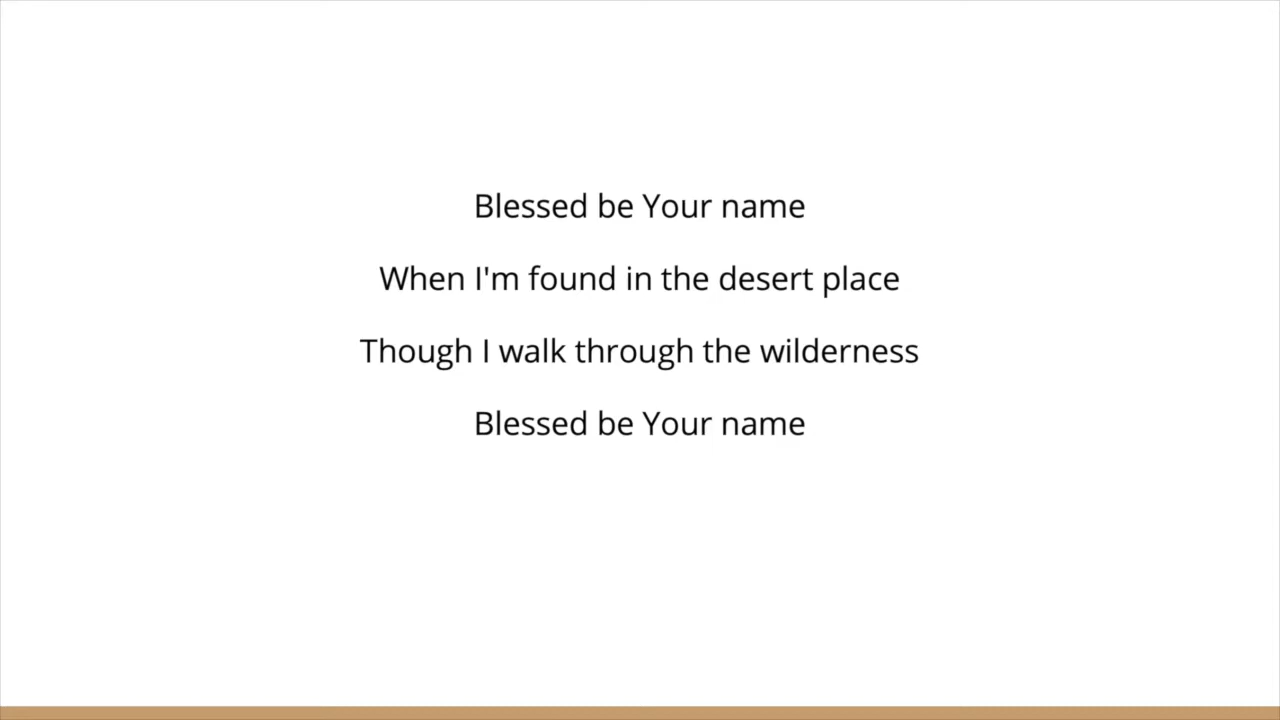 Blessed be Your name
When I'm found in the desert place
Though I walk through the wilderness
Blessed be Your name